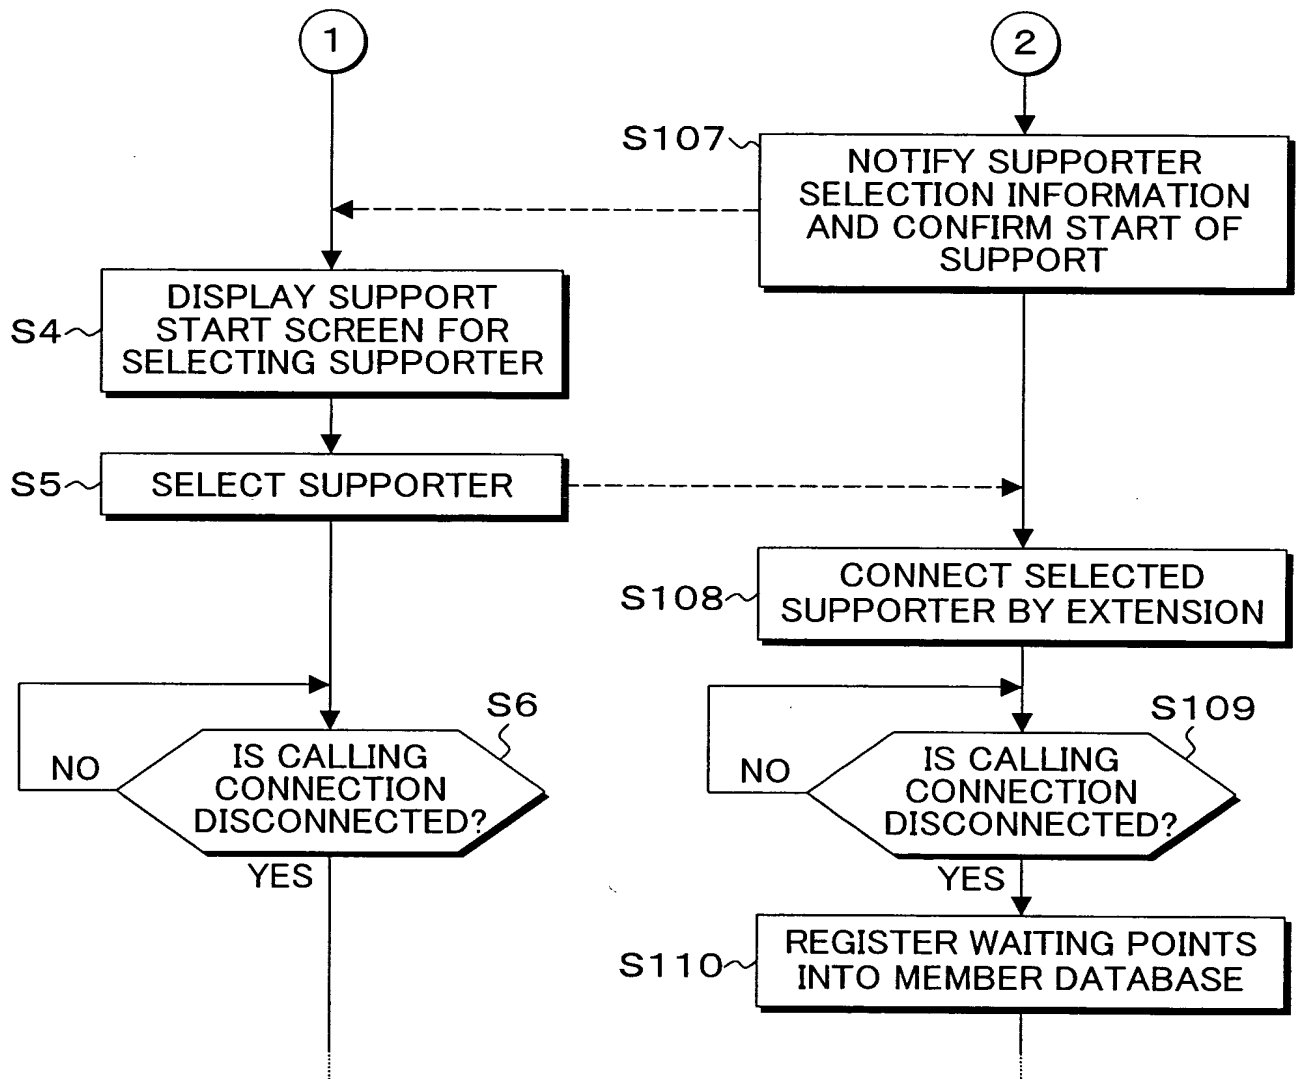 1
2
S107
NOTIFY SUPPORTER
SELECTION INFORMATION
AND CONFIRM START OF
SUPPORT
DISPLAY SUPPORT
START SCREEN FOR
SELECTING SUPPORTER
S4
S5
SELECT SUPPORTER
S108
CONNECT SELECTED
SUPPORTER BY EXTENSION
S6
IS CALLING
CONNECTION
DISCONNECTED?
NO
YES
S109
IS CALLING
CONNECTION
DISCONNECTED?
NO
YES
S110
REGISTER WAITING POINTS
INTO MEMBER DATABASE